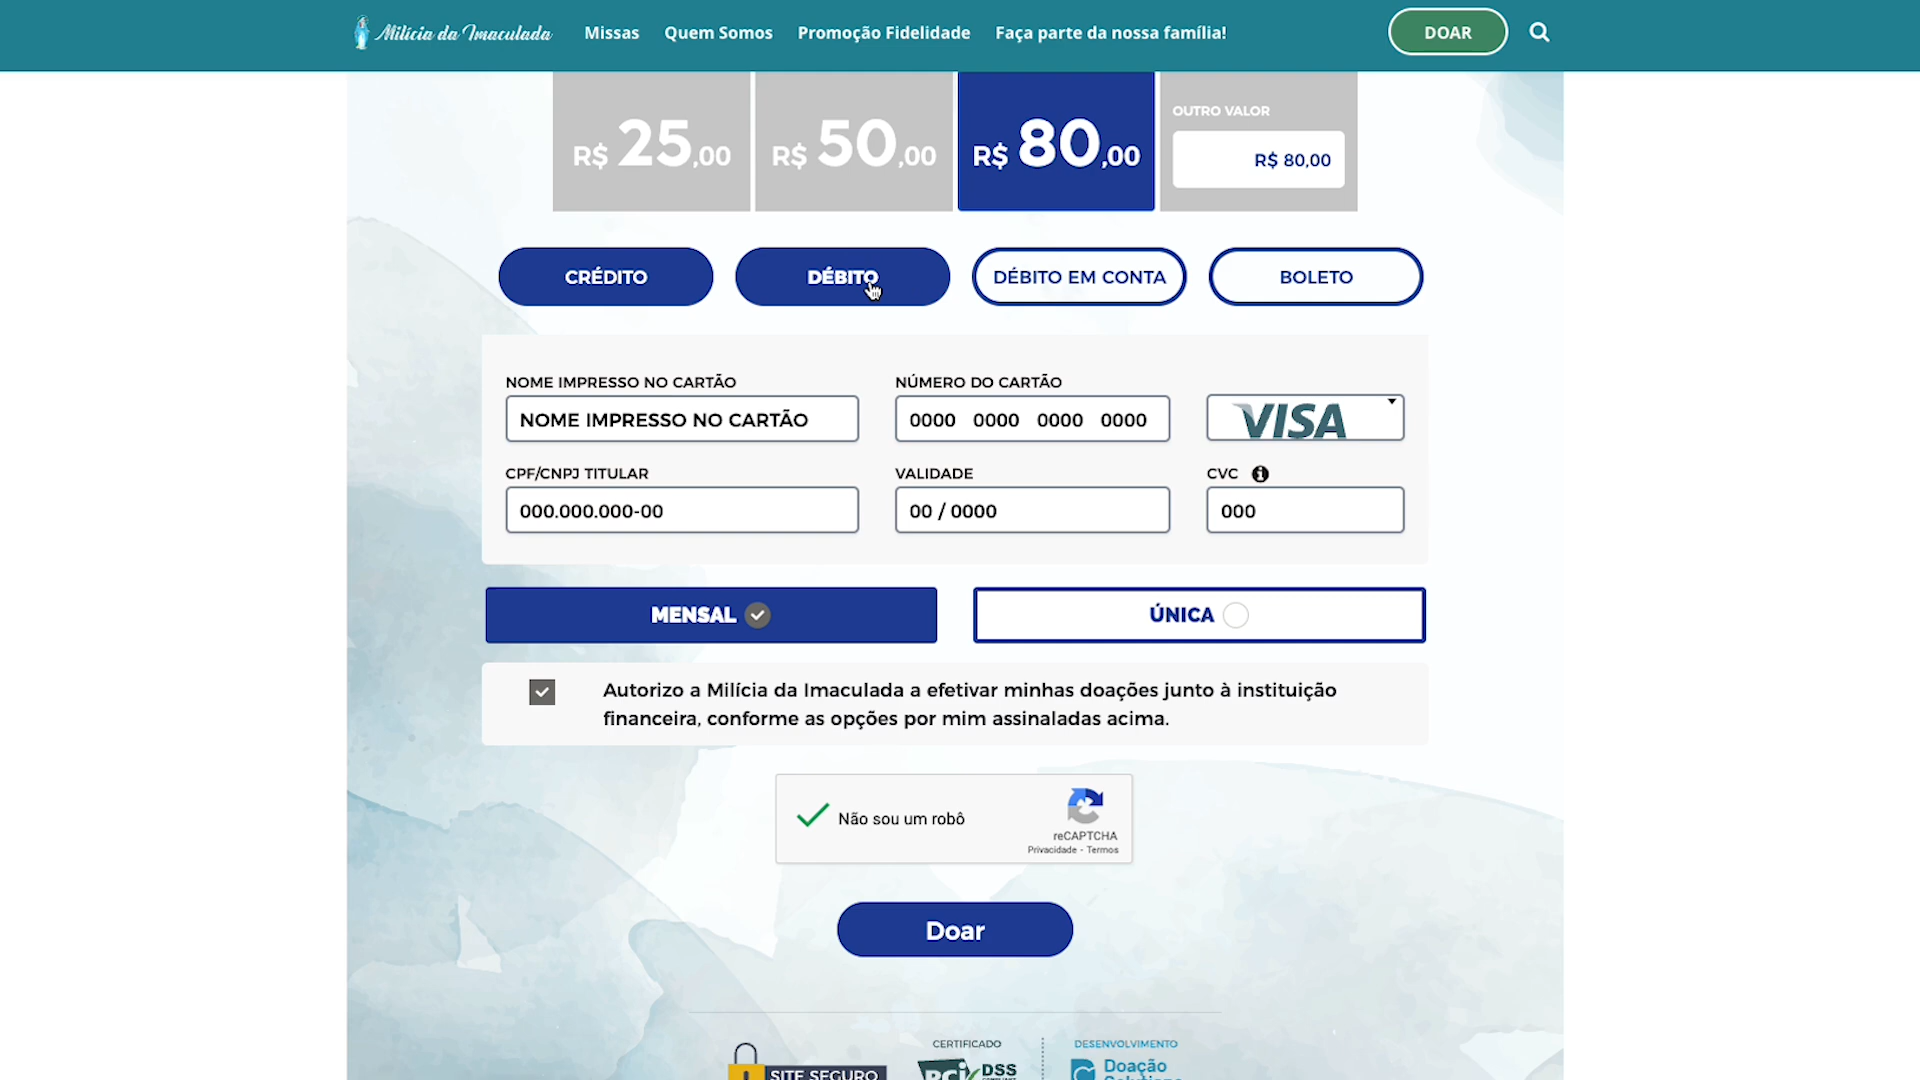 Milícia da Imaculada
Missas
Quem Somos
Promoção Fidelidade
Faça parte da nossa família!
DOAR
R$ 25,00
R$ 50,00
R$ 80,00
OUTRO VALOR
R$ 80,00
CRÉDITO
DÉBITO
DÉBITO EM CONTA
BOLETO
NOME IMPRESSO NO CARTÃO
NÚMERO DO CARTÃO
NOME IMPRESSO NO CARTÃO
0000 0000 0000 0000
VISA
CPF/CNPJ TITULAR
VALIDADE
CVC
000.000.000-00
00 / 0000
000
MENSAL
ÚNICA
Autorizo a Milícia da Imaculada a efetivar minhas doações junto à instituição
financeira, conforme as opções por mim assinaladas acima.
Não sou um robô
reCAPTCHA
Privacidade - Termos
Doar
CERTIFICADO
DESENVOLVIMENTO
SITE SEGURO
PCI DSS
Doação